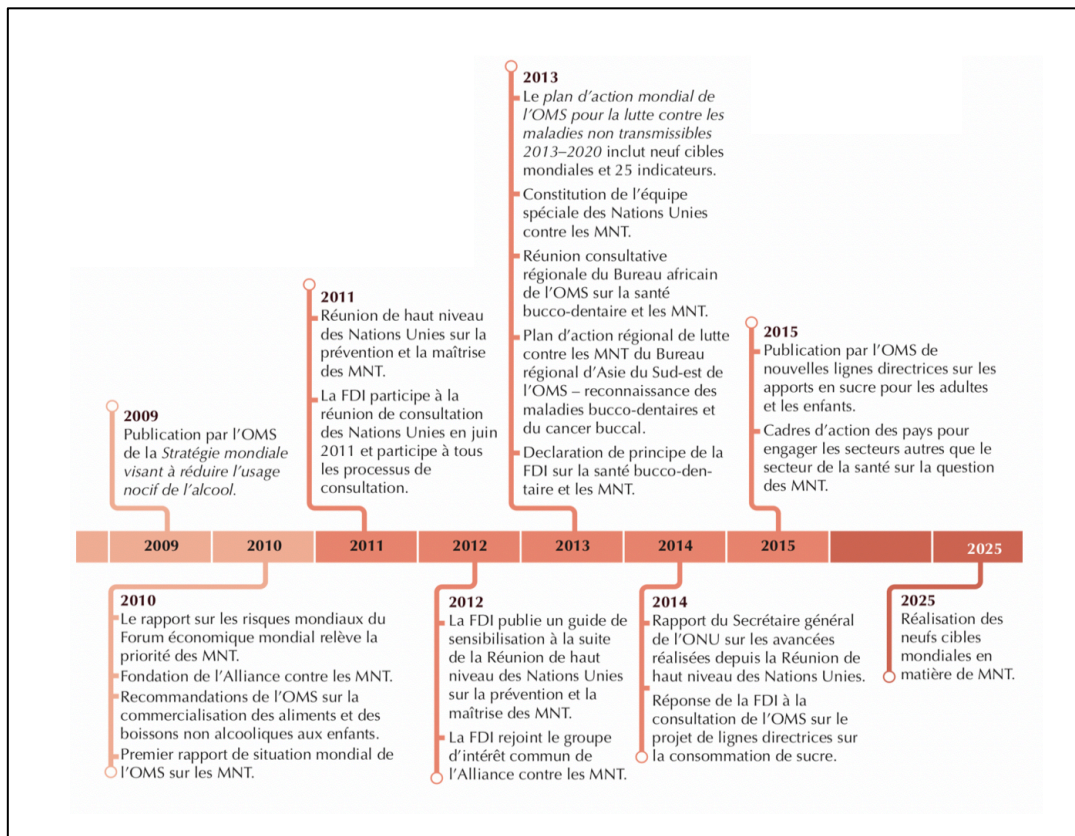 2013
Le plan d'action mondial de
l'OMS pour la lutte contre les
maladies non transmissibles
2013–2020 inclut neuf cibles
mondiales et 25 indicateurs.
Constitution de l'équipe
spéciale des Nations Unies
contre les MNT.
Réunion consultative
régionale du Bureau africain
de l'OMS sur la santé
bucco-dentaire et les MNT.
Plan d'action régional de lutte
contre les MNT du Bureau
régional d'Asie du Sud-est de
l'OMS – reconnaissance des
maladies bucco-dentaires et
du cancer buccal.
Declaration de principe de la
FDI sur la santé bucco-den-
taire et les MNT.
2011
Réunion de haut niveau
des Nations Unies sur la
prévention et la maîtrise
des MNT.
La FDI participe à la
réunion de consultation
des Nations Unies en juin
2011 et participe à tous
les processus de
consultation.
2015
Publication par l'OMS de
nouvelles lignes directrices sur les
apports en sucre pour les adultes
et les enfants.
Cadres d'action des pays pour
engager les secteurs autres que le
secteur de la santé sur la question
des MNT.
2009
Publication par l'OMS
de la Stratégie mondiale
visant à réduire l'usage
nocif de l'alcool.
2009 2010 2011 2012 2013 2014 2015 2025
2010
Le rapport sur les risques mondiaux du
Forum économique mondial relève la
priorité des MNT.
Fondation de l'Alliance contre les MNT.
Recommandations de l'OMS sur la
commercialisation des aliments et des
boissons non alcooliques aux enfants.
Premier rapport de situation mondial de
l'OMS sur les MNT.
2012
La FDI publie un guide de
sensibilisation à la suite
de la Réunion de haut
niveau des Nations Unies
sur la prévention et la
maîtrise des MNT.
La FDI rejoint le groupe
d'intérêt commun de
l'Alliance contre les MNT.
2014
Rapport du Secrétaire général
de l'ONU sur les avancées
réalisées depuis la Réunion de
haut niveau des Nations Unies.
Réponse de la FDI à la
consultation de l'OMS sur le
projet de lignes directrices sur
la consommation de sucre.
2025
Réalisation des
neufs cibles
mondiales en
matière de MNT.